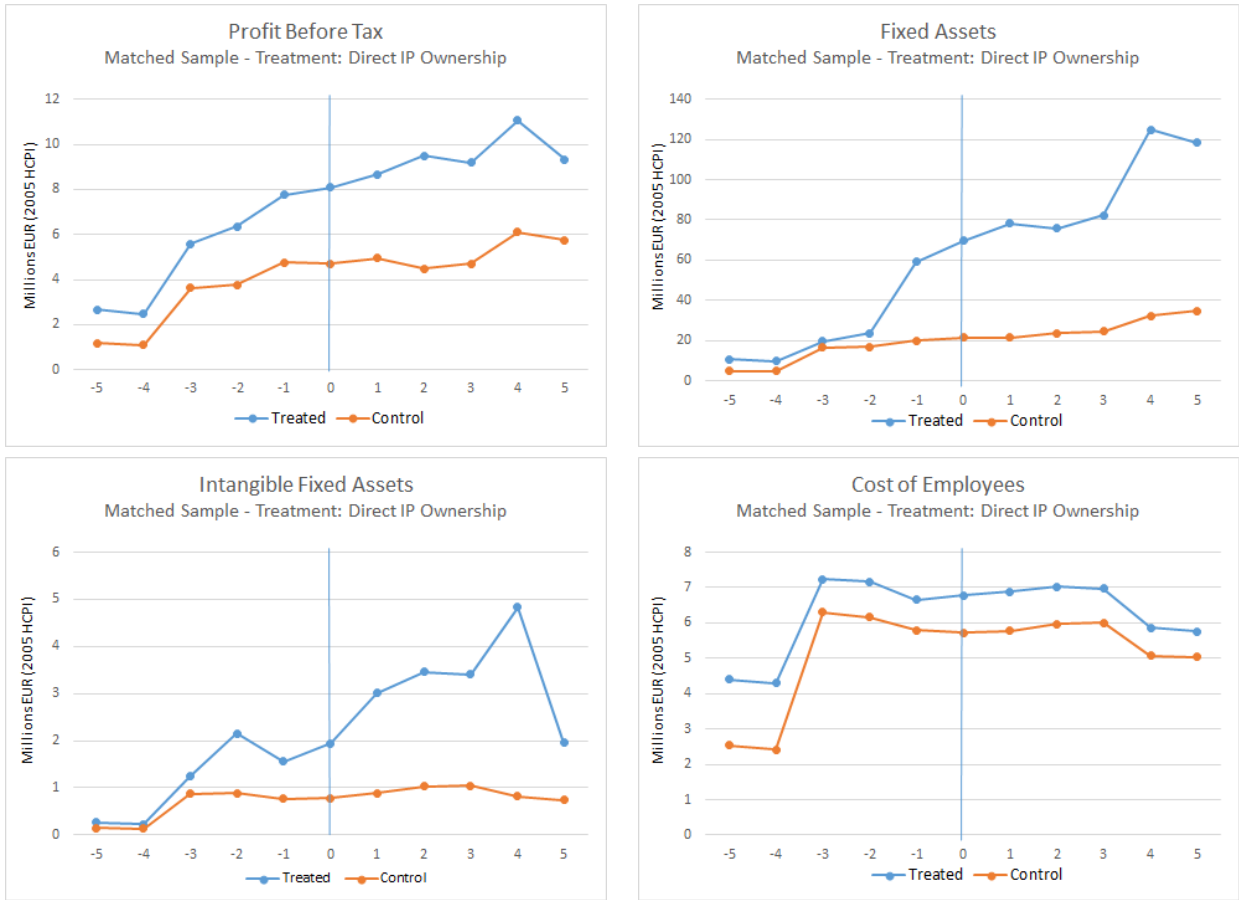 Profit Before Tax
Matched Sample - Treatment: Direct IP Ownership
Millions EUR (2005 HCPI)
12
10
8
6
4
2
0
-5 -4 -3 -2 -1 0 1 2 3 4 5
Treated Control
Fixed Assets
Matched Sample - Treatment: Direct IP Ownership
Millions EUR (2005 HCPI)
140
120
100
80
60
40
20
0
-5 -4 -3 -2 -1 0 1 2 3 4 5
Treated Control
Intangible Fixed Assets
Matched Sample - Treatment: Direct IP Ownership
Millions EUR (2005 HCPI)
6
5
4
3
2
1
0
-5 -4 -3 -2 -1 0 1 2 3 4 5
Treated Control
Cost of Employees
Matched Sample - Treatment: Direct IP Ownership
Millions EUR (2005 HCPI)
8
7
6
5
4
3
2
1
0
-5 -4 -3 -2 -1 0 1 2 3 4 5
Treated Control